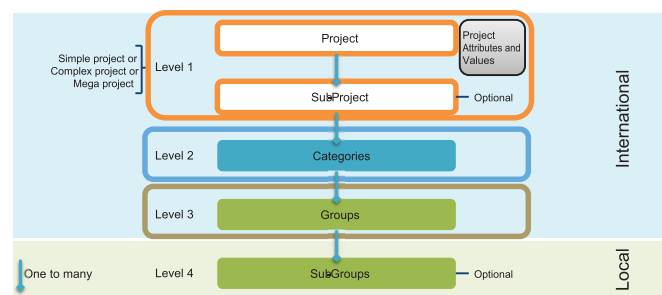 Project
Project
Attributes and
Values
Simple project or
Complex project or
Mega project
Level 1
SubProject
Optional
International
Level 2
Categories
Level 3
Groups
One to many
Level 4
SubGroups
Optional
Local